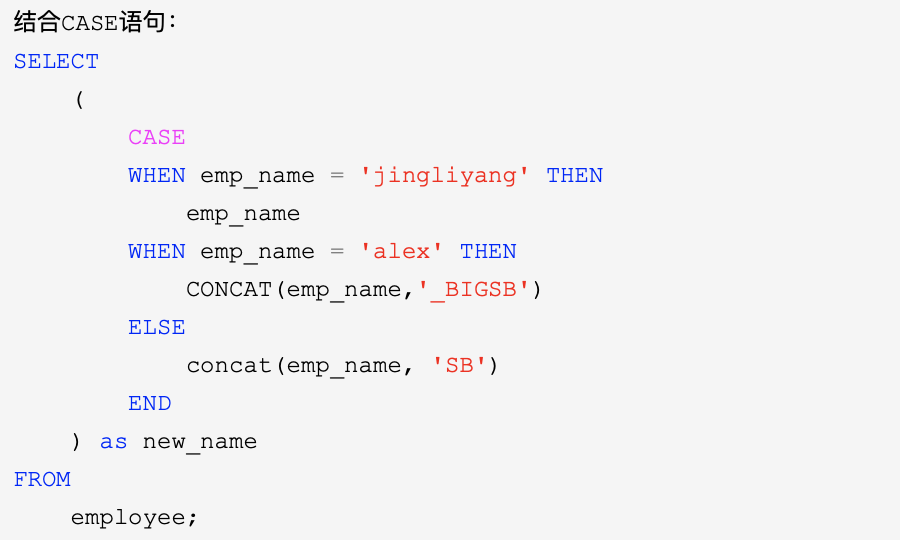 结合CASE语句：
SELECT
(
CASE
WHEN emp_name = 'jingliyang' THEN
emp_name
WHEN emp_name = 'alex' THEN
CONCAT(emp_name,'_BIGSB')
ELSE
concat(emp_name, 'SB')
END
) as new_name
FROM
employee;